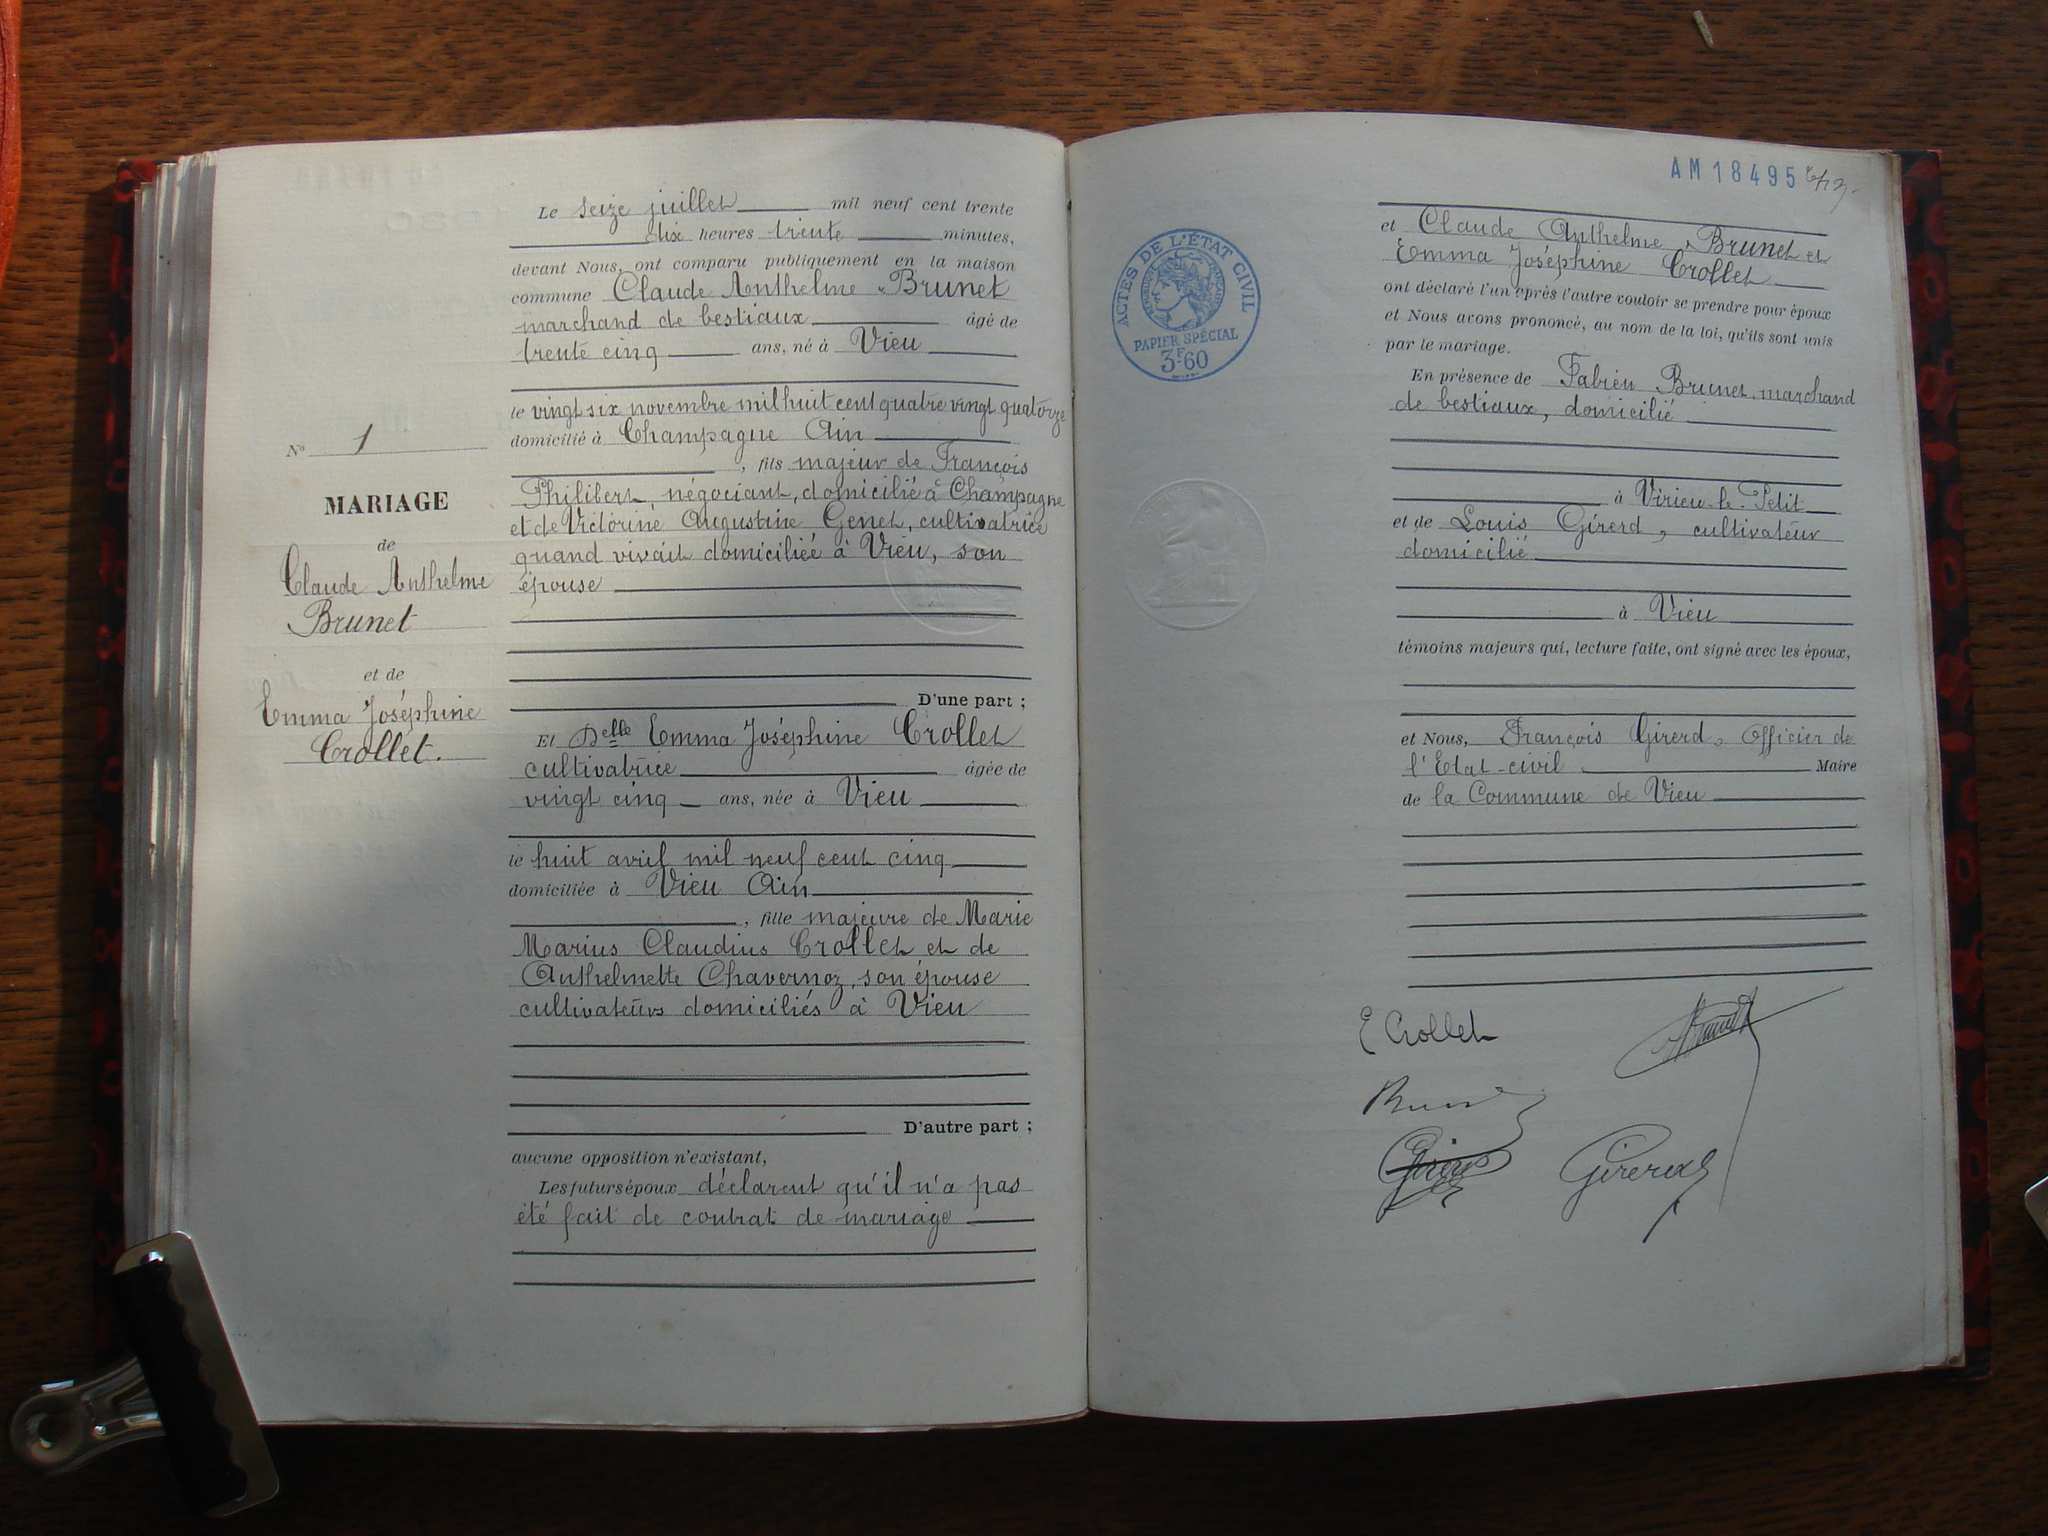 Le seize juillet mil neuf cent trente
dix heures trente minutes,
devant Nous, ont comparu publiquement en la maison
commune Claude Anthelme Brunet
marchand de bestiaux âgé de
trente cinq ans, né à Vieu
le vingt six novembre mil huit cent quatre vingt quatorze
domicilié à Champagne Ain
, fils majeur de François
Philibert, négociant, domicilié à Champagne
et de Victorine Augustine Genet, cultivatrice
quand vivait domiciliée à Vieu, son
épouse
D'une part ;
Et Delle Emma Joséphine Crollet
cultivatrice âgée de
vingt cinq ans, née à Vieu
le huit avril mil neuf cent cinq
domiciliée à Vieu Ain
, fille majeure de Marie
Marius Claudius Crollet et de
Anthelmette Chavernoz, son épouse
cultivateurs domiciliés à Vieu
D'autre part ;
aucune opposition n'existant,
Les futurs époux déclarent qu'il n'a pas
été fait de contrat de mariage
No 1
MARIAGE
de
Claude Anthelme
Brunet
et de
Emma Joséphine
Crollet.
AM 18495
ACTES DE L'ÉTAT CIVIL
PAPIER SPÉCIAL
3F.60
et Claude Anthelme Brunet et
Emma Joséphine Crollet
ont déclaré l'un après l'autre vouloir se prendre pour époux
et Nous avons prononcé, au nom de la loi, qu'ils sont unis
par le mariage.
En présence de Fabien Brunet, marchand
de bestiaux, domicilié
à Virieu-le-Petit
et de Louis Girerd, cultivateur
domicilié
à Vieu
témoins majeurs qui, lecture faite, ont signé avec les époux,
et Nous, François Girerd, Officier de
l'Etat-civil Maire
de la Commune de Vieu
E Crollet
Brunet
Girerd